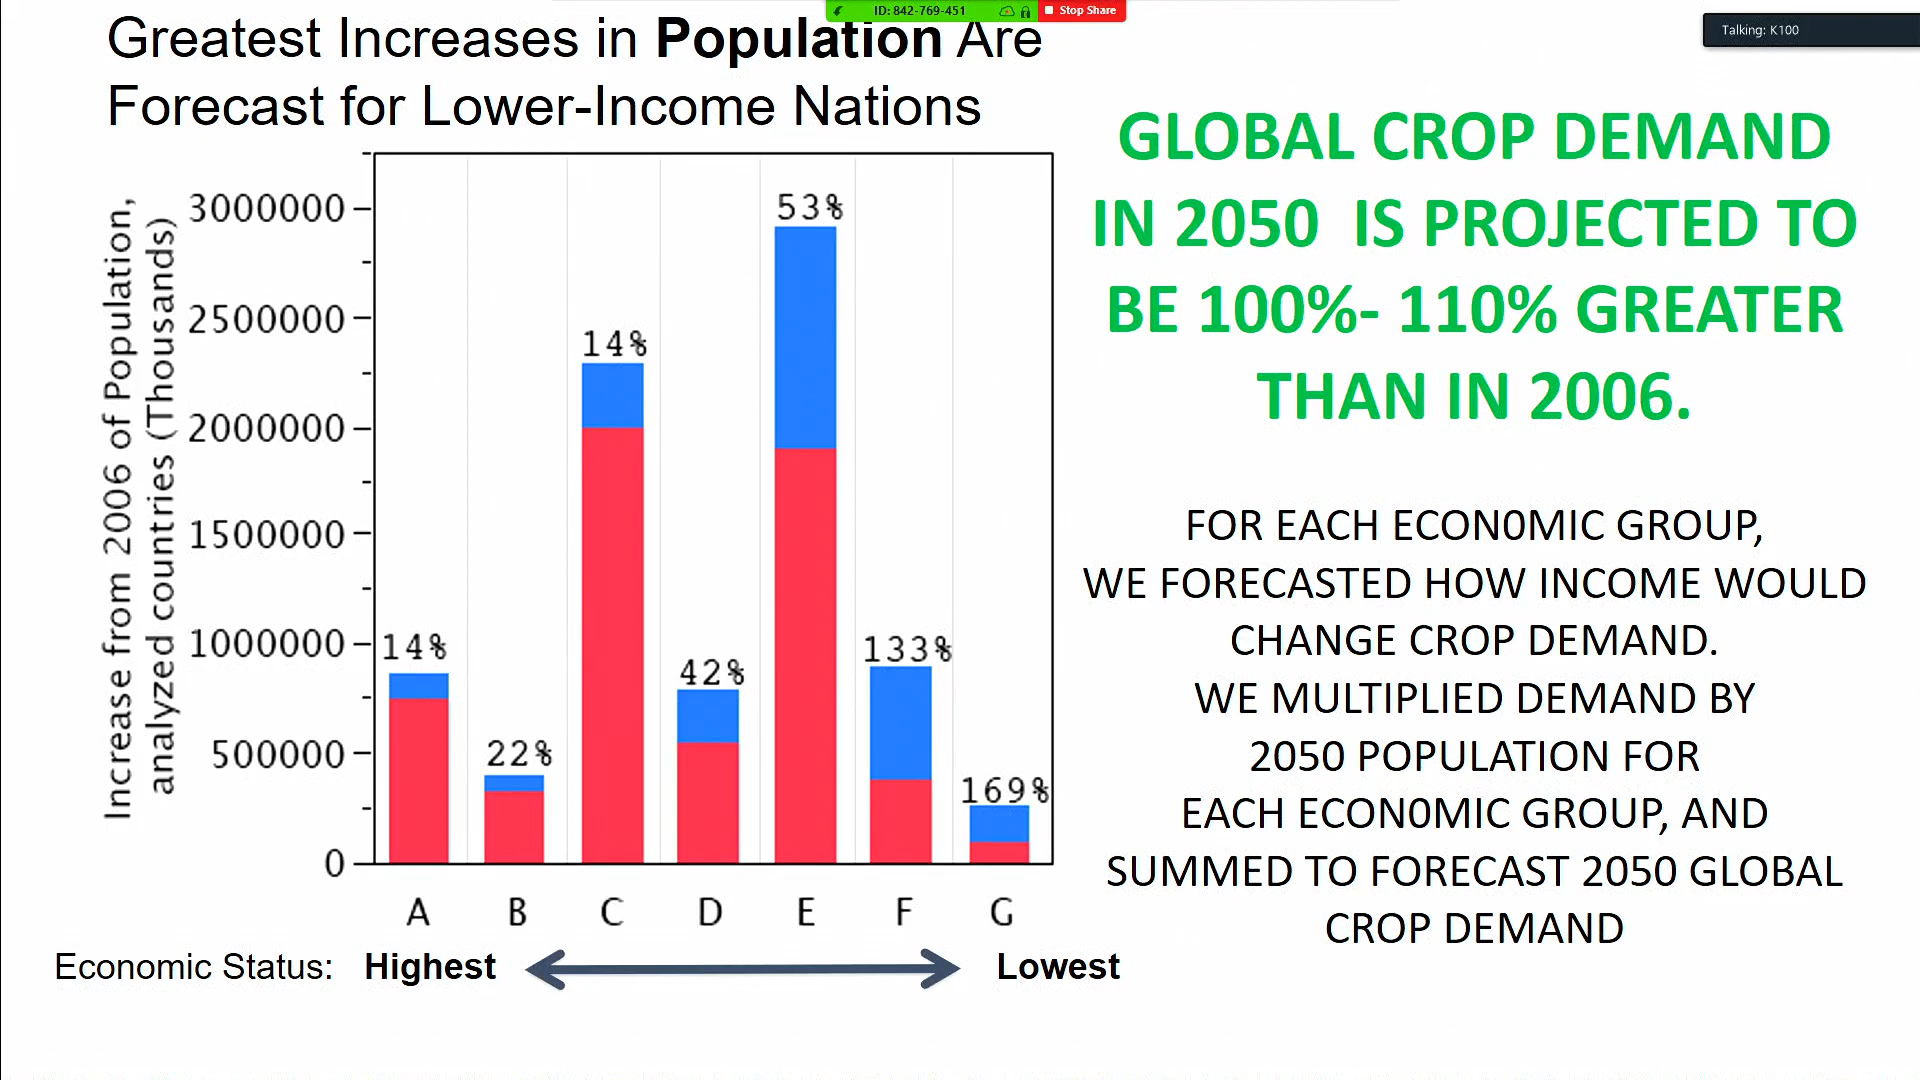 ID: 842-769-451
Stop Share
Talking: K100
Greatest Increases in Population Are
Forecast for Lower-Income Nations
Increase from 2006 of Population,
analyzed countries (Thousands)
3000000
2500000
2000000
1500000
1000000
500000
0
14%
22%
14%
42%
53%
133%
169%
A B C D E F G
Economic Status: Highest Lowest
GLOBAL CROP DEMAND
IN 2050 IS PROJECTED TO
BE 100%- 110% GREATER
THAN IN 2006.
FOR EACH ECON0MIC GROUP,
WE FORECASTED HOW INCOME WOULD
CHANGE CROP DEMAND.
WE MULTIPLIED DEMAND BY
2050 POPULATION FOR
EACH ECON0MIC GROUP, AND
SUMMED TO FORECAST 2050 GLOBAL
CROP DEMAND